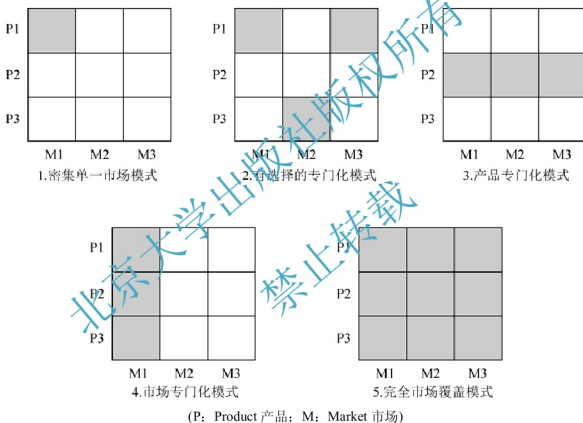 P1
P2
P3
M1 M2 M3
1.密集单一市场模式
P1
P2
P3
M1 M2 M3
2.有选择的专门化模式
P1
P2
P3
M1 M2 M3
3.产品专门化模式
P1
P2
P3
M1 M2 M3
4.市场专门化模式
P1
P2
P3
M1 M2 M3
5.完全市场覆盖模式
(P：Product 产品；M：Market 市场)
北京大学出版社版权所有
禁止转载